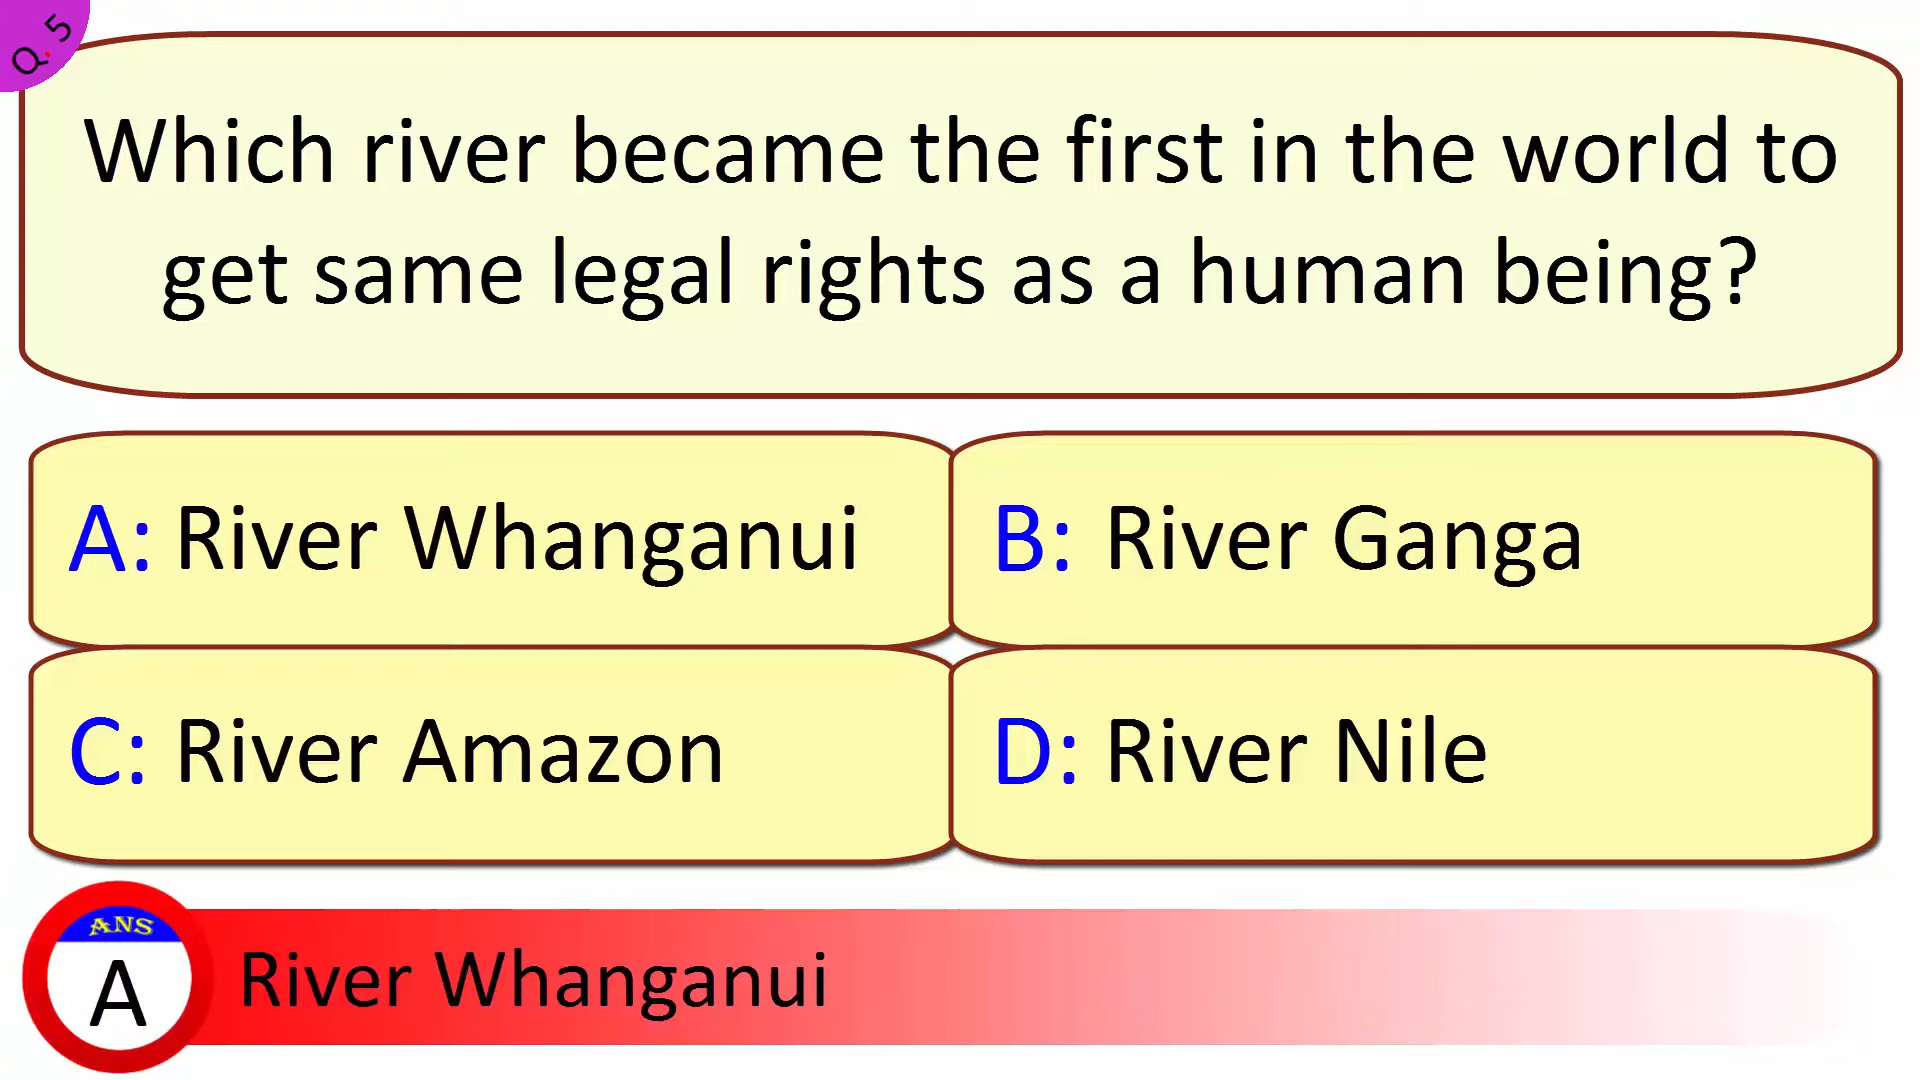 Q. 5
Which river became the first in the world to
get same legal rights as a human being?
A: River Whanganui
B: River Ganga
C: River Amazon
D: River Nile
ANS
A
River Whanganui